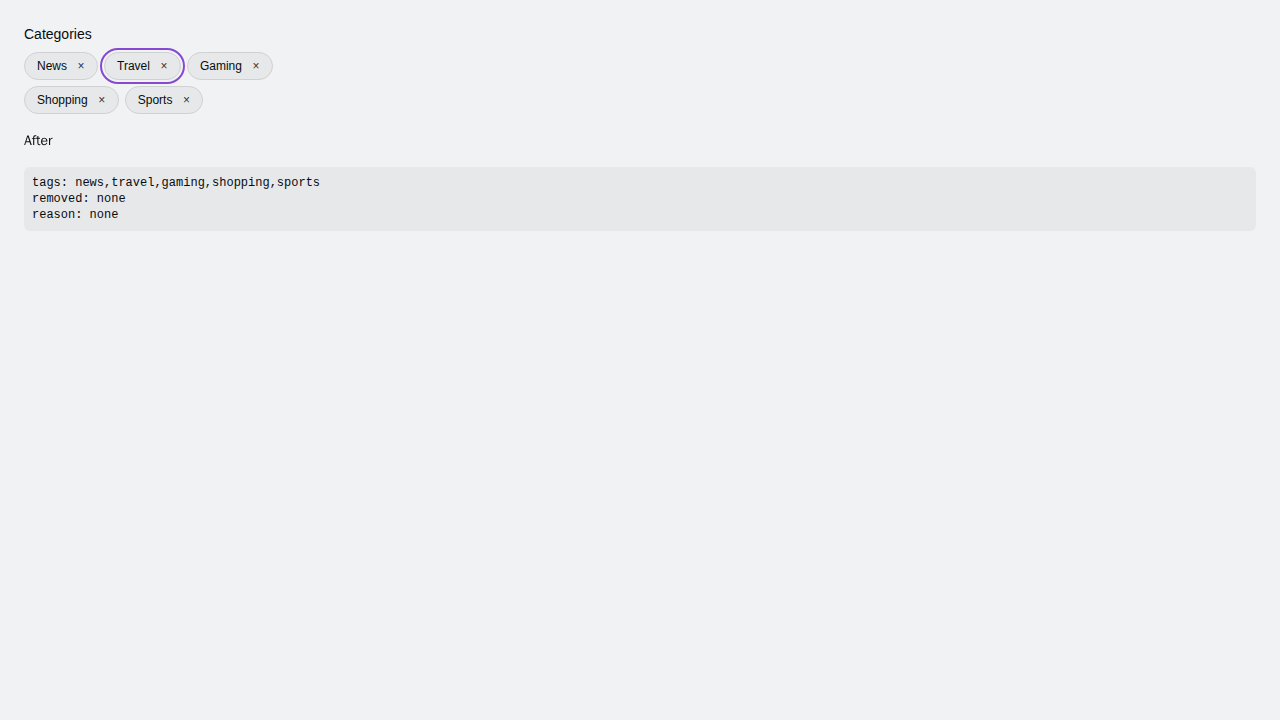 Categories
News × Travel × Gaming ×
Shopping × Sports ×
After
tags: news,travel,gaming,shopping,sports
removed: none
reason: none